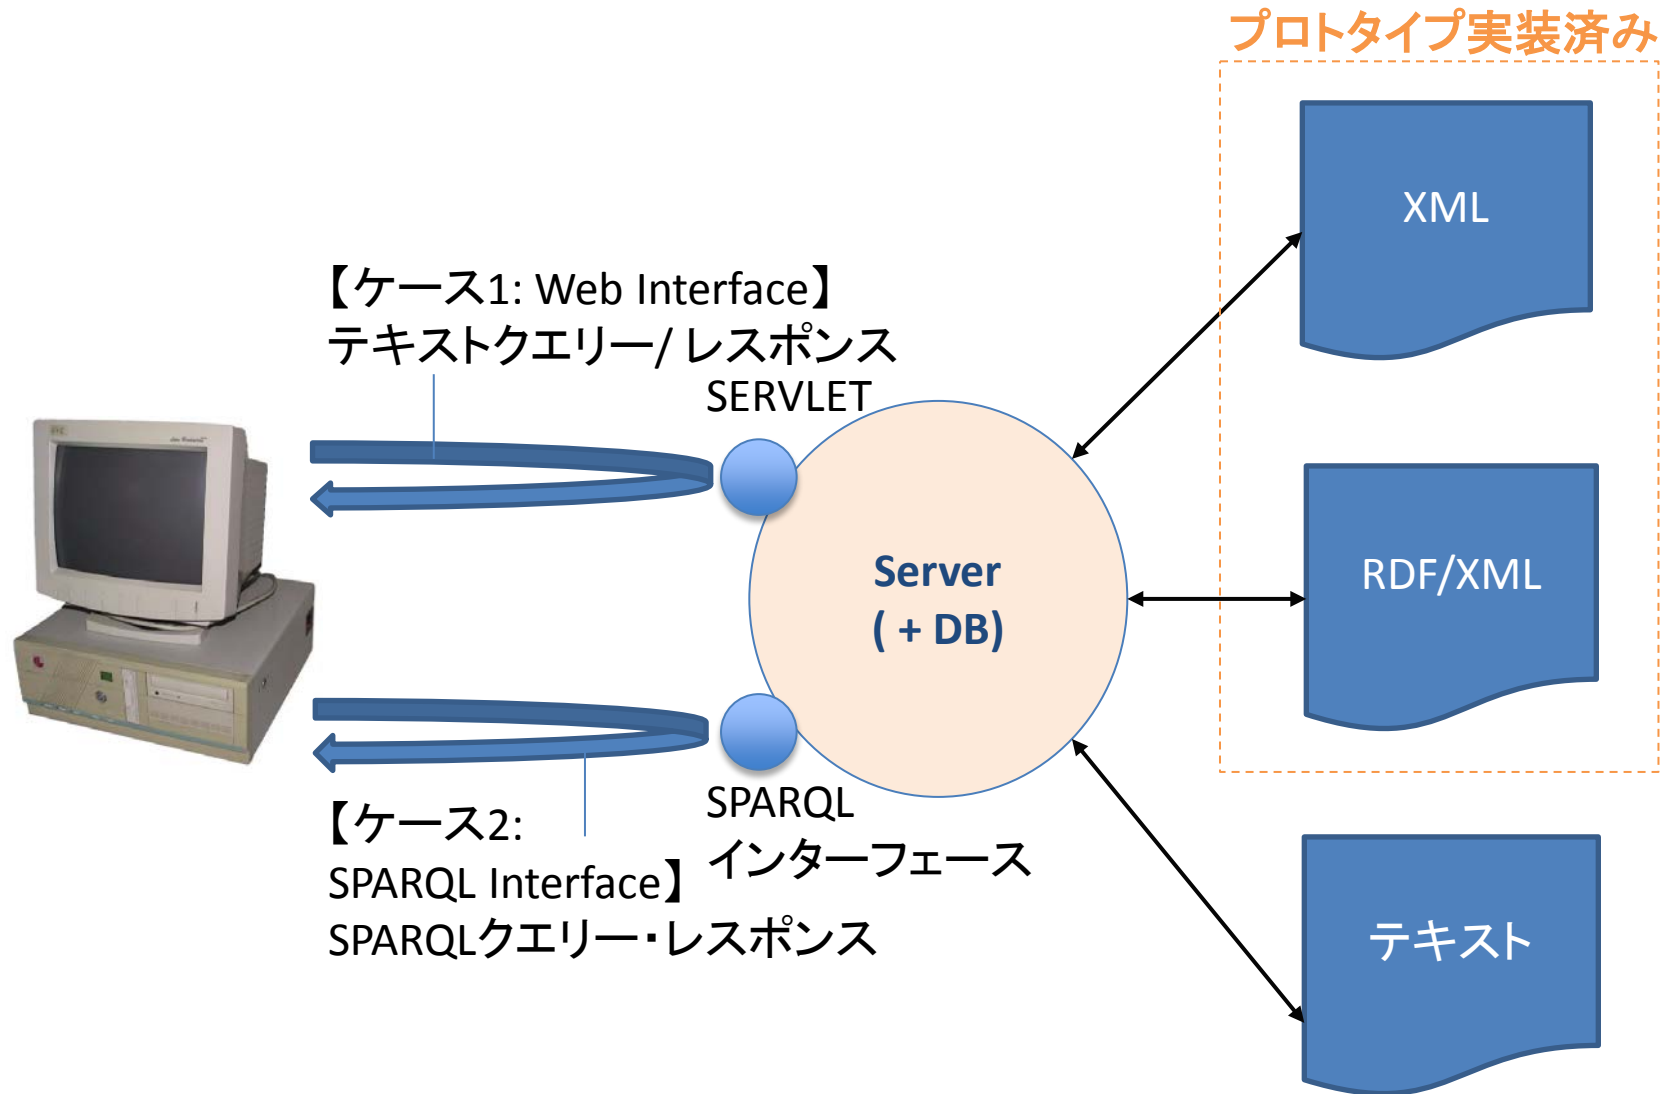 プロトタイプ実装済み
XML
【ケース1: Web Interface】
テキストクエリー/ レスポンス
SERVLET
Server
( + DB)
RDF/XML
SPARQL
インターフェース
【ケース2:
SPARQL Interface】
SPARQLクエリー・レスポンス
テキスト